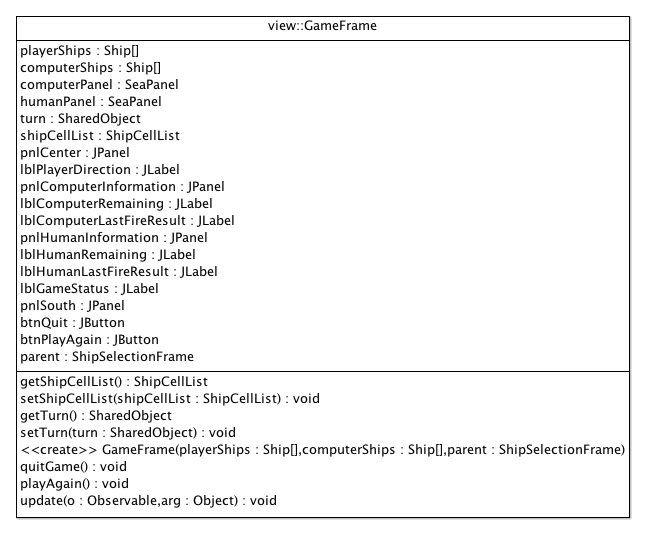 view::GameFrame
playerShips : Ship[]
computerShips : Ship[]
computerPanel : SeaPanel
humanPanel : SeaPanel
turn : SharedObject
shipCellList : ShipCellList
pnlCenter : JPanel
lblPlayerDirection : JLabel
pnlComputerInformation : JPanel
lblComputerRemaining : JLabel
lblComputerLastFireResult : JLabel
pnlHumanInformation : JPanel
lblHumanRemaining : JLabel
lblHumanLastFireResult : JLabel
lblGameStatus : JLabel
pnlSouth : JPanel
btnQuit : JButton
btnPlayAgain : JButton
parent : ShipSelectionFrame
getShipCellList() : ShipCellList
setShipCellList(shipCellList : ShipCellList) : void
getTurn() : SharedObject
setTurn(turn : SharedObject) : void
<<create>> GameFrame(playerShips : Ship[],computerShips : Ship[],parent : ShipSelectionFrame)
quitGame() : void
playAgain() : void
update(o : Observable,arg : Object) : void